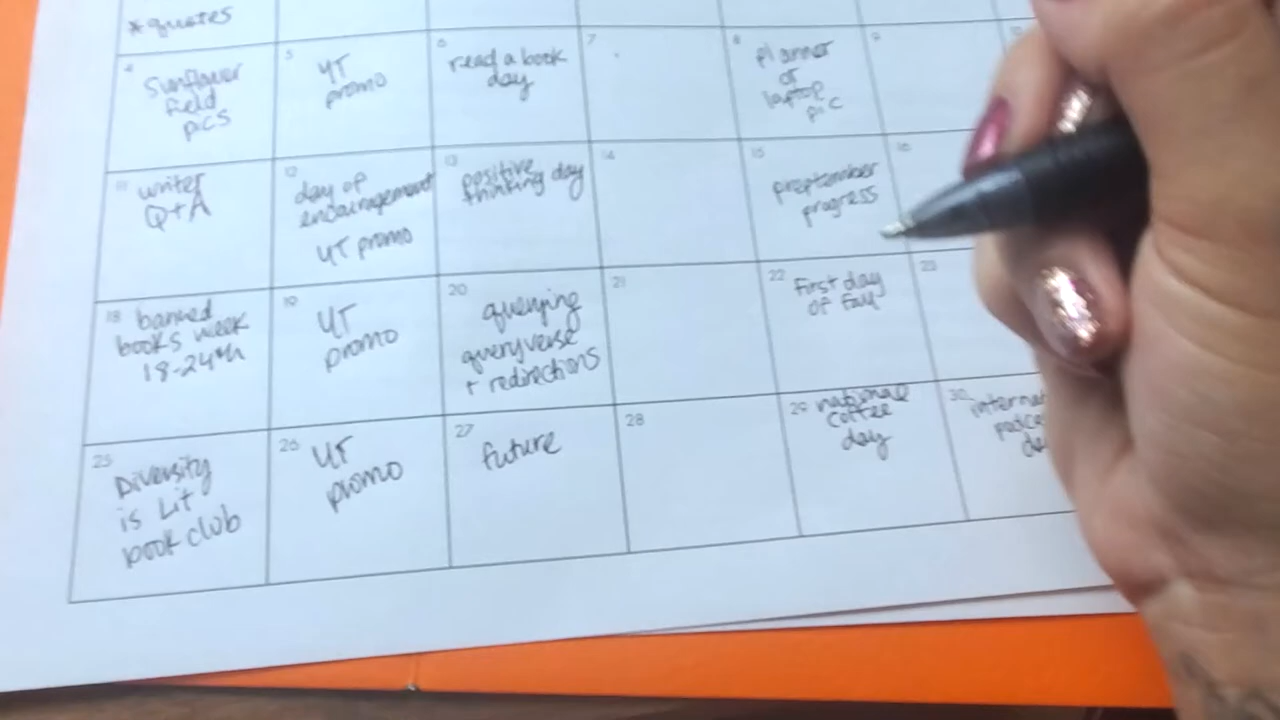 *quotes
4 5 6 7 8 9
sunflower
field
pics
YT
promo
read a book
day
planner
or
laptop
pic
11 12 13 14 15 16
writer
Q+A
day of
encouragement
YT promo
positive
thinking day
preptember
progress
18 19 20 21 22 23
banned
books week
18-24th
YT
promo
querying
queryverse
+ redirections
first day
of fall
25 26 27 28 29 30
Diversity
is Lit
book club
YT
promo
future
national
coffee
day